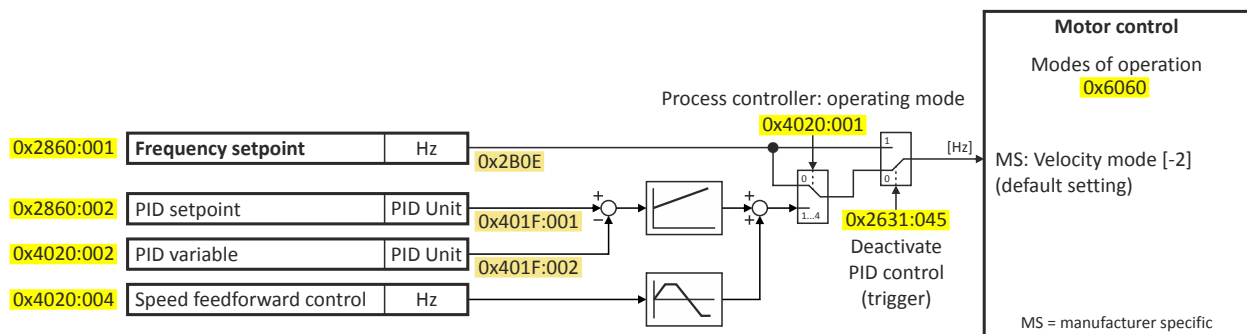 Motor control
Modes of operation
0x6060
Process controller: operating mode
0x4020:001
0x2860:001 Frequency setpoint Hz
0x2B0E
1
[Hz]
0
0
MS: Velocity mode [-2]
(default setting)
0x2860:002 PID setpoint PID Unit
0x401F:001
+
−
+
+
1...4
0x2631:045
Deactivate
PID control
(trigger)
0x4020:002 PID variable PID Unit
0x401F:002
0x4020:004 Speed feedforward control Hz
MS = manufacturer specific